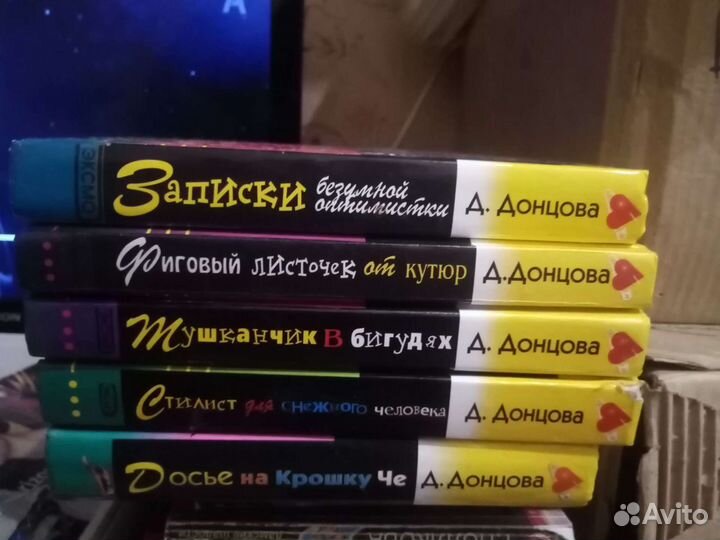 A
ЭКСМО
Записки безумной оптимистки Д. Донцова
Фиговый листочек от кутюр Д.Донцова
Тушканчик в бигудях Д. Донцова
Стилист для снежного человека Д. Донцова
Досье на Крошку Че Д. Донцова
Avito